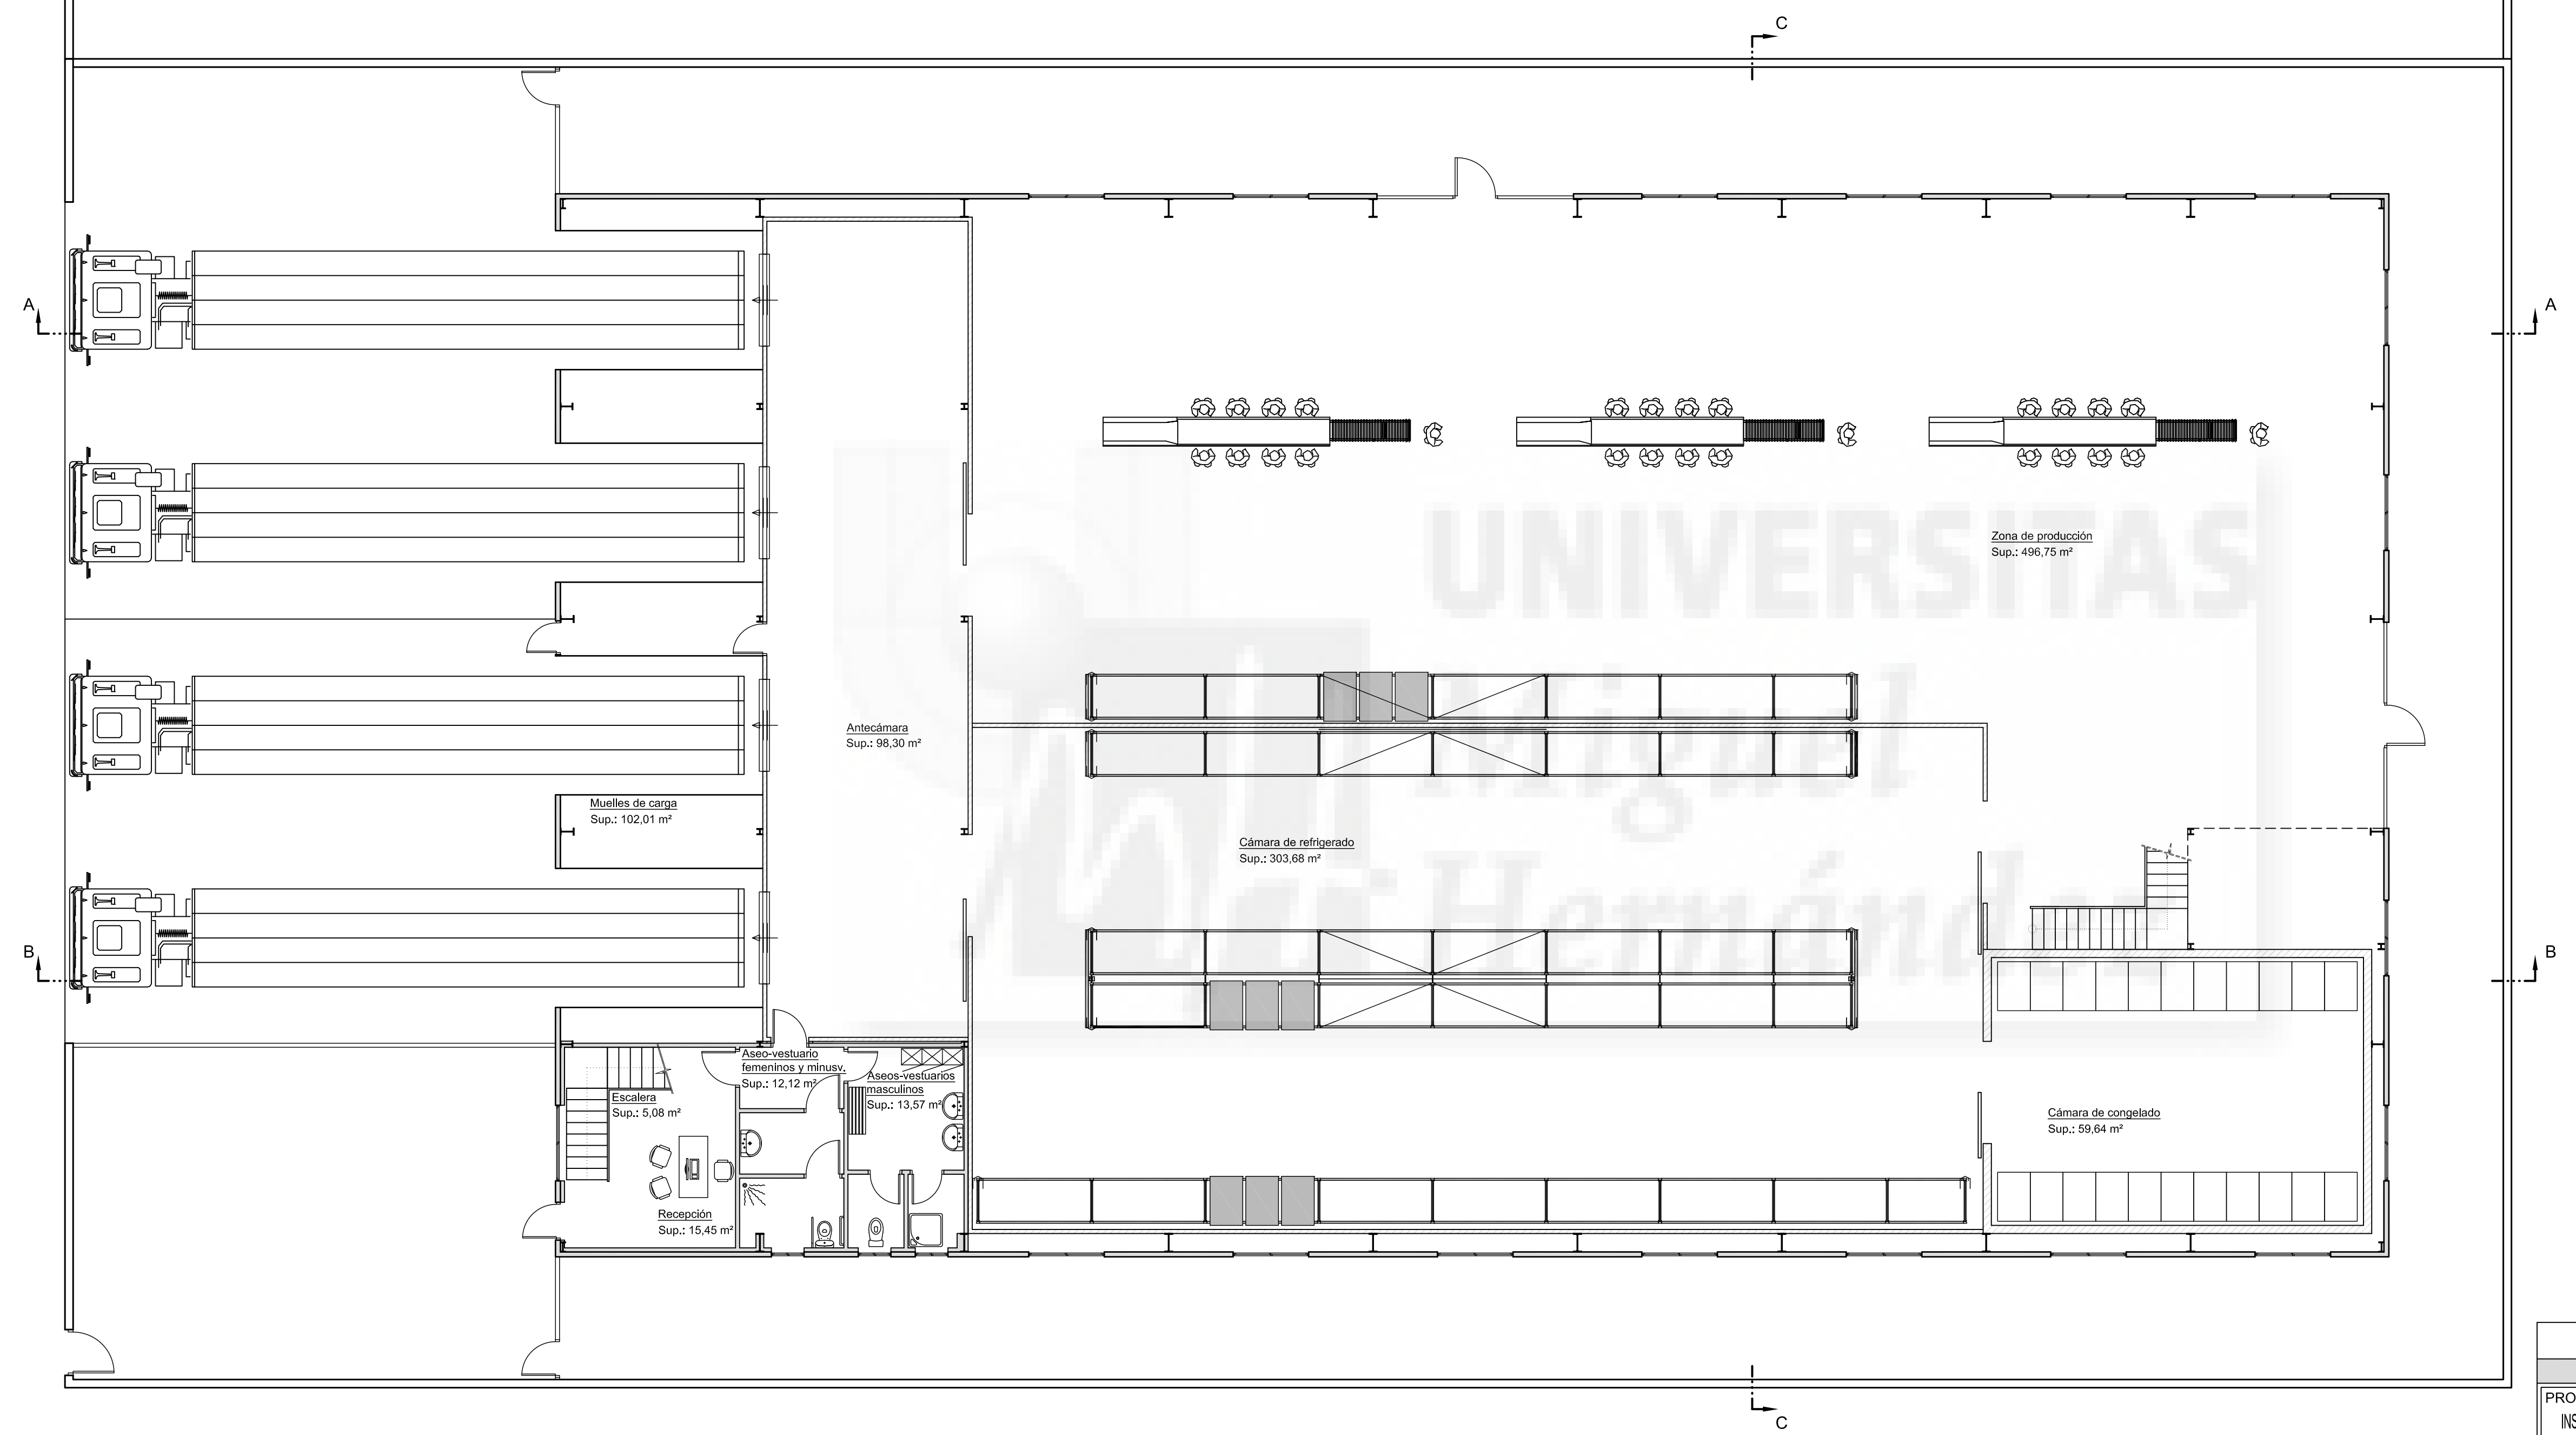 C
A
A
Zona de producción
Sup.: 496,75 m²
UNIVERSITAS
Miguel
Hernández
Antecámara
Sup.: 98,30 m²
Muelles de carga
Sup.: 102,01 m²
Cámara de refrigerado
Sup.: 303,68 m²
B
B
Aseo-vestuario
femeninos y minusv.
Sup.: 12,12 m²
Aseos-vestuarios
masculinos
Sup.: 13,57 m²
Escalera
Sup.: 5,08 m²
Cámara de congelado
Sup.: 59,64 m²
Recepción
Sup.: 15,45 m²
C
PRO
INS